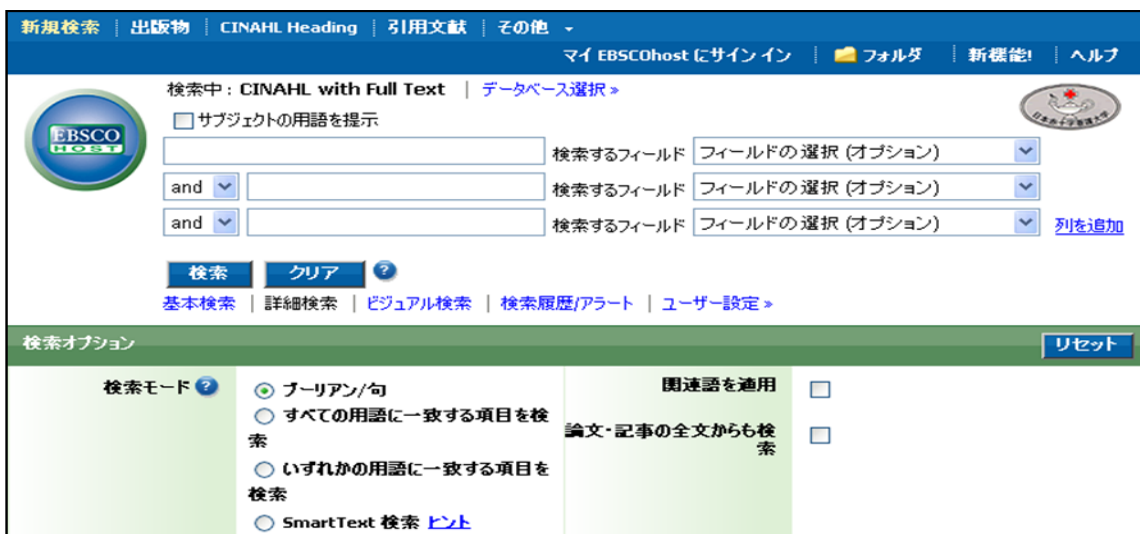 新規検索 | 出版物 | CINAHL Heading | 引用文献 | その他
マイ EBSCOhost にサイン イン | フォルダ | 新機能! | ヘルプ
検索中 : CINAHL with Full Text | データベース選択 »
サブジェクトの用語を提示
EBSCO
HOST
検索するフィールド フィールドの選択 (オプション)
and 検索するフィールド フィールドの選択 (オプション)
and 検索するフィールド フィールドの選択 (オプション) 列を追加
検索 クリア ?
基本検索 | 詳細検索 | ビジュアル検索 | 検索履歴/アラート | ユーザー設定 »
検索オプション リセット
検索モード ? ブーリアン/句 関連語を適用
すべての用語に一致する項目を検
索
論文・記事の全文からも検
索
いずれかの用語に一致する項目を
検索
SmartText 検索 ヒント